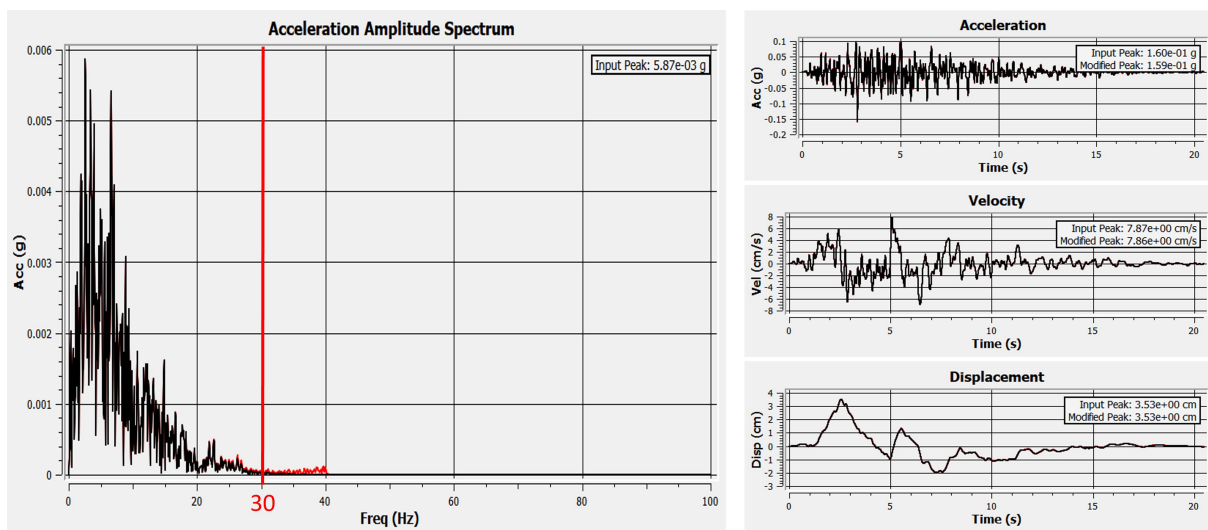 Acceleration Amplitude Spectrum
Input Peak: 5.87e-03 g
0.006
0.005
0.004
0.003
0.002
0.001
0
Acc (g)
0 20 30 40 60 80 100
Freq (Hz)
Acceleration
Input Peak: 1.60e-01 g
Modified Peak: 1.59e-01 g
0.1
0.05
0
-0.05
-0.1
-0.15
-0.2
Acc (g)
0 5 10 15 20
Time (s)
Velocity
Input Peak: 7.87e+00 cm/s
Modified Peak: 7.86e+00 cm/s
8
6
4
2
0
-2
-4
-6
-8
Vel (cm/s)
0 5 10 15 20
Time (s)
Displacement
Input Peak: 3.53e+00 cm
Modified Peak: 3.53e+00 cm
4
3
2
1
0
-1
-2
-3
Disp (cm)
0 5 10 15 20
Time (s)